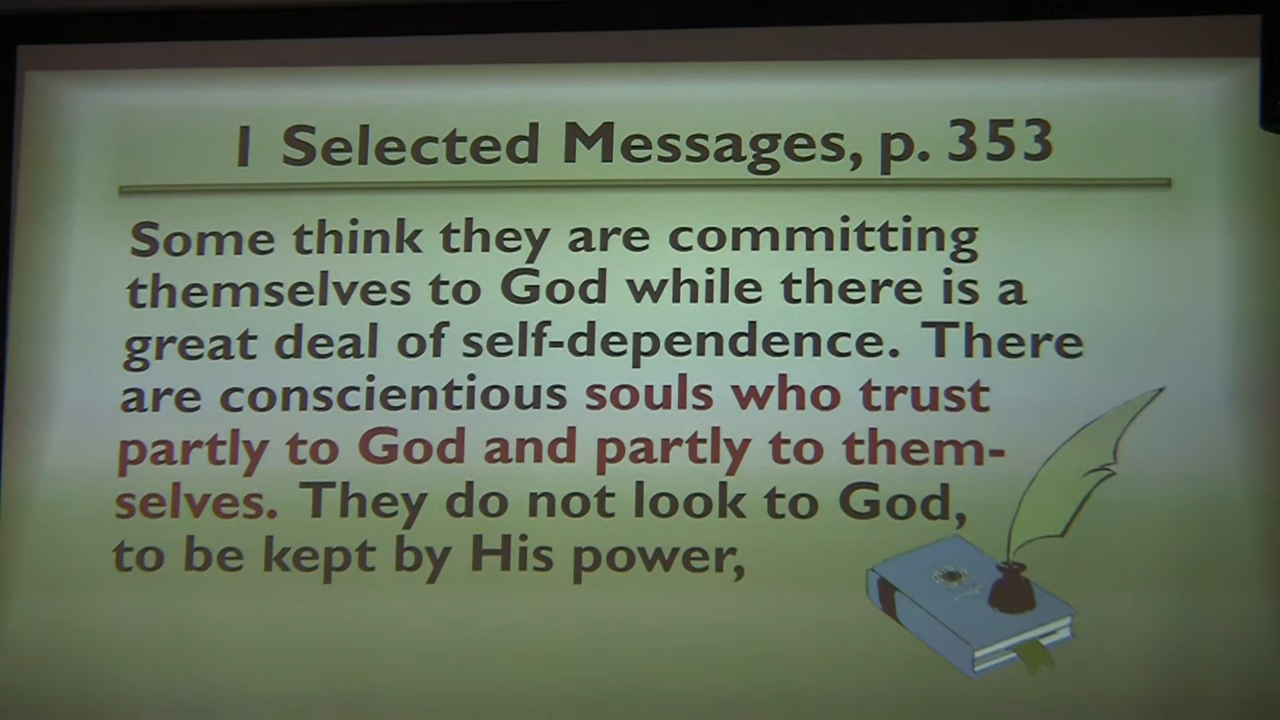 1 Selected Messages, p. 353
Some think they are committing
themselves to God while there is a
great deal of self-dependence. There
are conscientious souls who trust
partly to God and partly to them-
selves. They do not look to God,
to be kept by His power,